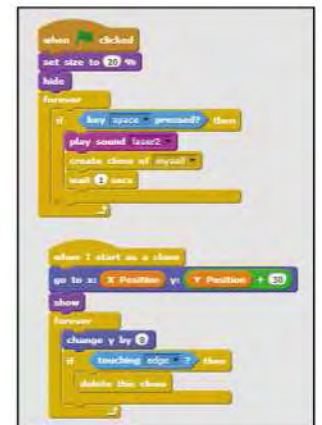 when clicked
set size to 20 %
hide
forever
if key space pressed? then
play sound laser2
create clone of myself
wait 1 secs
when I start as a clone
go to x: X Position y: Y Position + 30
show
forever
change y by
if touching edge ? then
delete this clone